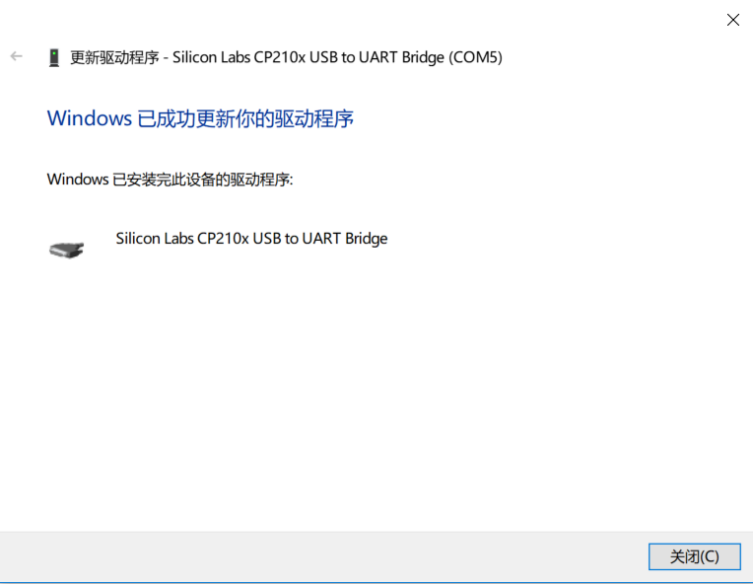 更新驱动程序 - Silicon Labs CP210x USB to UART Bridge (COM5)
Windows 已成功更新你的驱动程序
Windows 已安装完此设备的驱动程序:
Silicon Labs CP210x USB to UART Bridge
关闭(C)